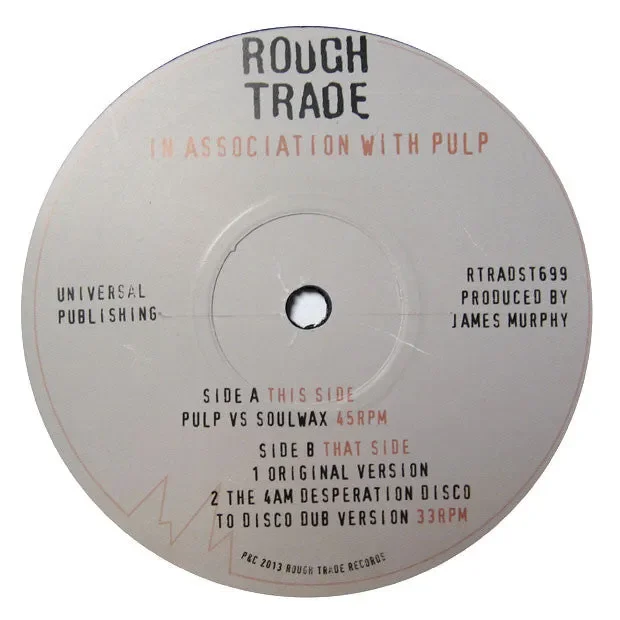 ROUGH
TRADE
IN ASSOCIATION WITH PULP
UNIVERSAL
PUBLISHING
RTRADST699
PRODUCED BY
JAMES MURPHY
SIDE A THIS SIDE
PULP VS SOULWAX 45RPM
SIDE B THAT SIDE
1 ORIGINAL VERSION
2 THE 4AM DESPERATION DISCO
TO DISCO DUB VERSION 33RPM
P&C 2013 ROUGH TRADE RECORDS